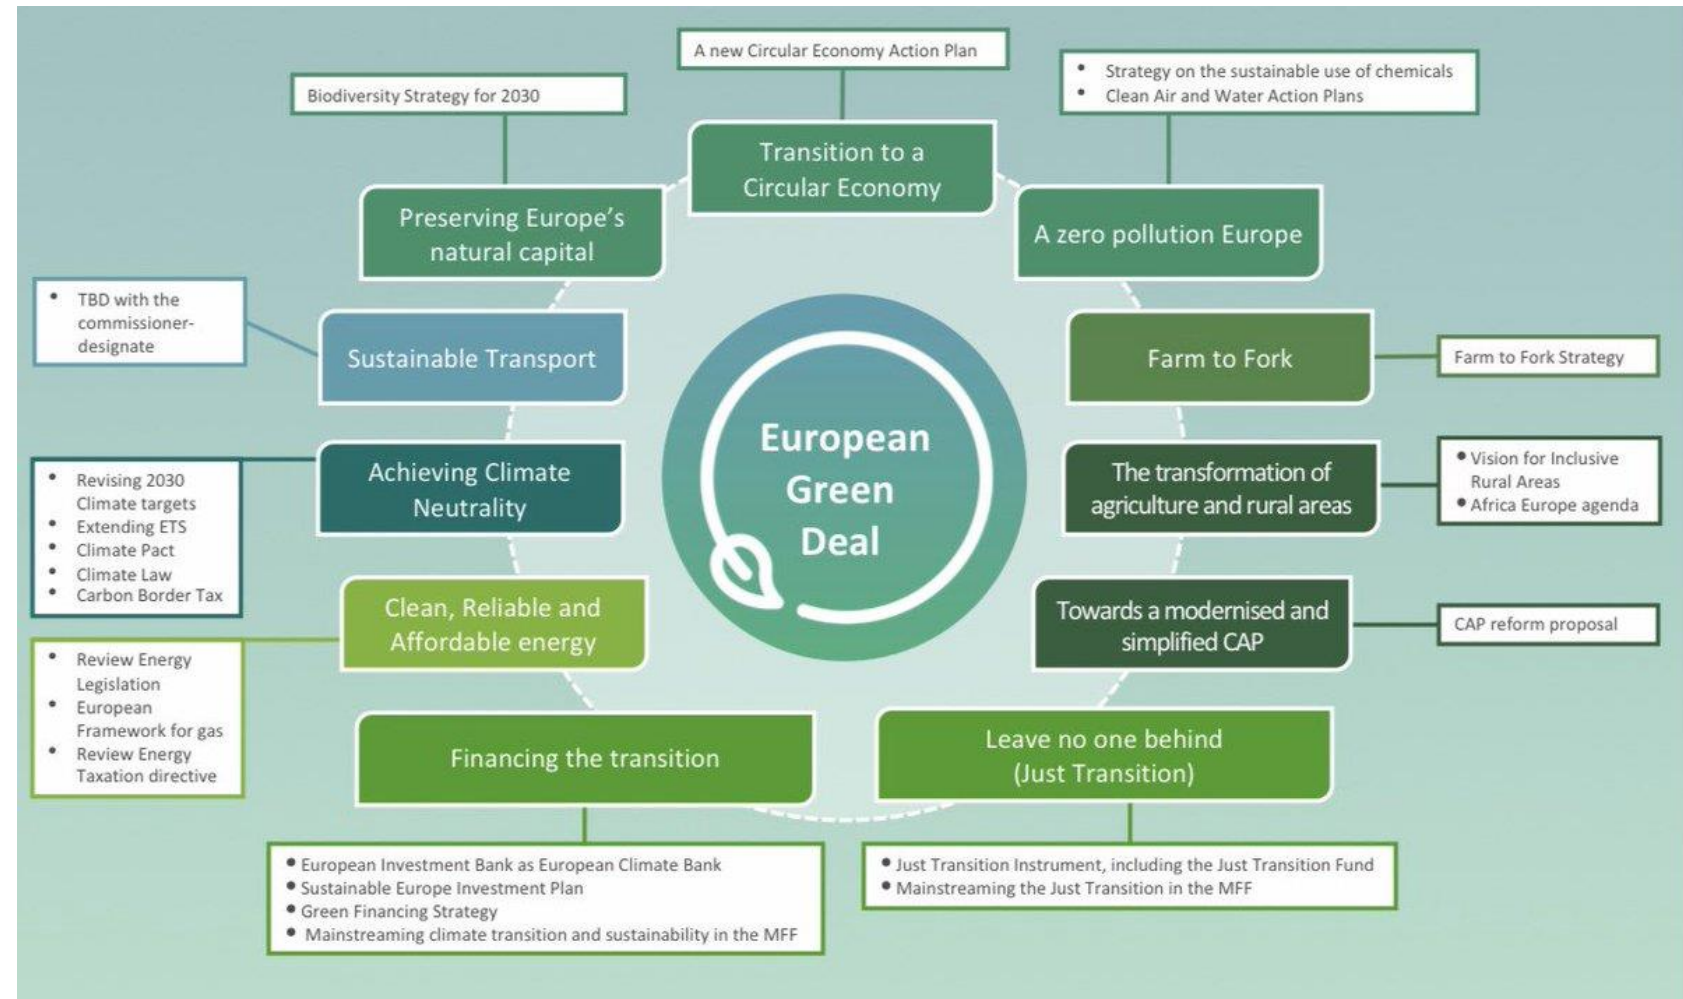 A new Circular Economy Action Plan
Biodiversity Strategy for 2030
• Strategy on the sustainable use of chemicals
• Clean Air and Water Action Plans
Transition to a
Circular Economy
Preserving Europe's
natural capital
A zero pollution Europe
• TBD with the
commissioner-
designate
Sustainable Transport
Farm to Fork
Farm to Fork Strategy
European
Green
Deal
Achieving Climate
Neutrality
• Revising 2030
Climate targets
• Extending ETS
• Climate Pact
• Climate Law
• Carbon Border Tax
The transformation of
agriculture and rural areas
• Vision for Inclusive
Rural Areas
• Africa Europe agenda
Clean, Reliable and
Affordable energy
• Review Energy
Legislation
• European
Framework for gas
• Review Energy
Taxation directive
Towards a modernised and
simplified CAP
CAP reform proposal
Financing the transition
• European Investment Bank as European Climate Bank
• Sustainable Europe Investment Plan
• Green Financing Strategy
• Mainstreaming climate transition and sustainability in the MFF
Leave no one behind
(Just Transition)
• Just Transition Instrument, including the Just Transition Fund
• Mainstreaming the Just Transition in the MFF